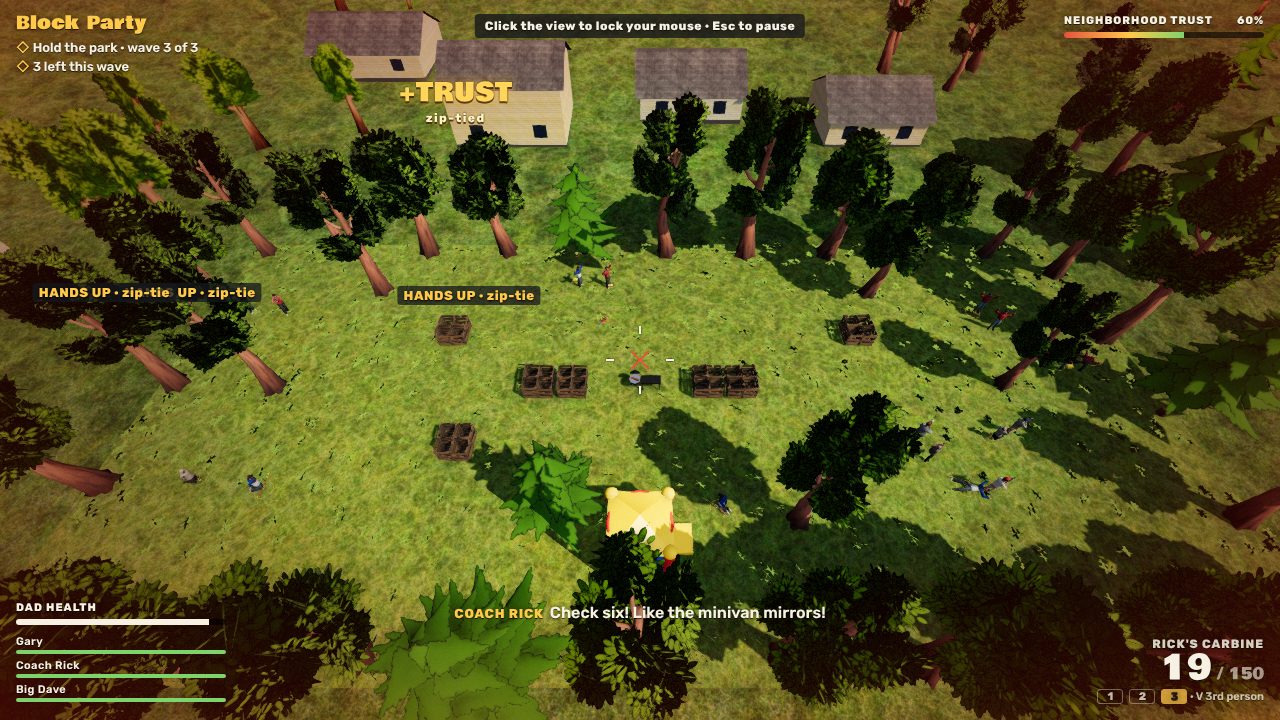 Block Party
Hold the park • wave 3 of 3
3 left this wave
Click the view to lock your mouse • Esc to pause
NEIGHBORHOOD TRUST 60%
+TRUST
zip-tied
HANDS UP • zip-tie UP • zip-tie
HANDS UP • zip-tie
COACH RICK Check six! Like the minivan mirrors!
DAD HEALTH
Gary
Coach Rick
Big Dave
RICK'S CARBINE
19 / 150
1 2 3 • V 3rd person